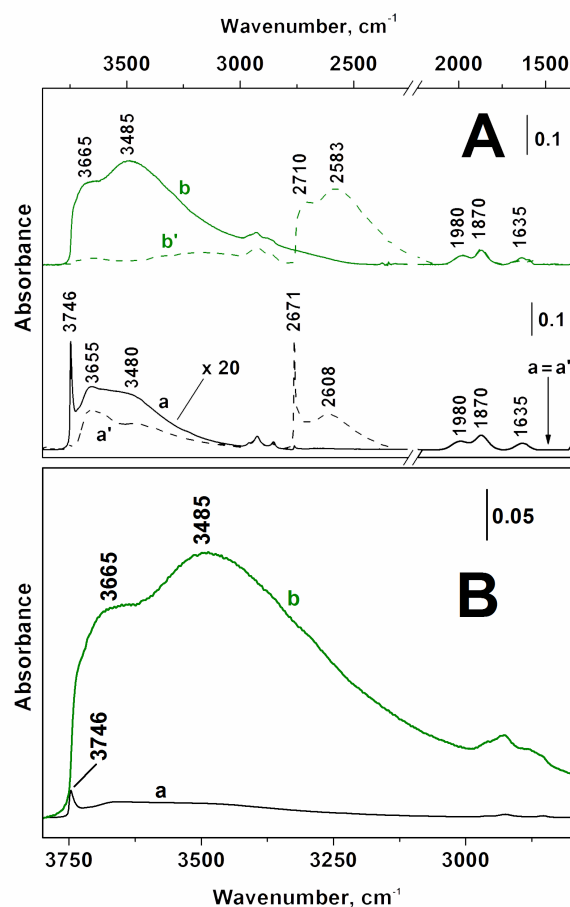 Wavenumber, cm⁻¹
3500 3000 2500 2000 1500
A
0.1
3665
3485
b
b'
2710
2583
1980
1870
1635
Absorbance
0.1
3746
3655
3480
a
x 20
a'
2671
2608
a = a'
1980
1870
1635
0.05
B
3665
3485
b
3746
a
Absorbance
3750 3500 3250 3000
Wavenumber, cm⁻¹